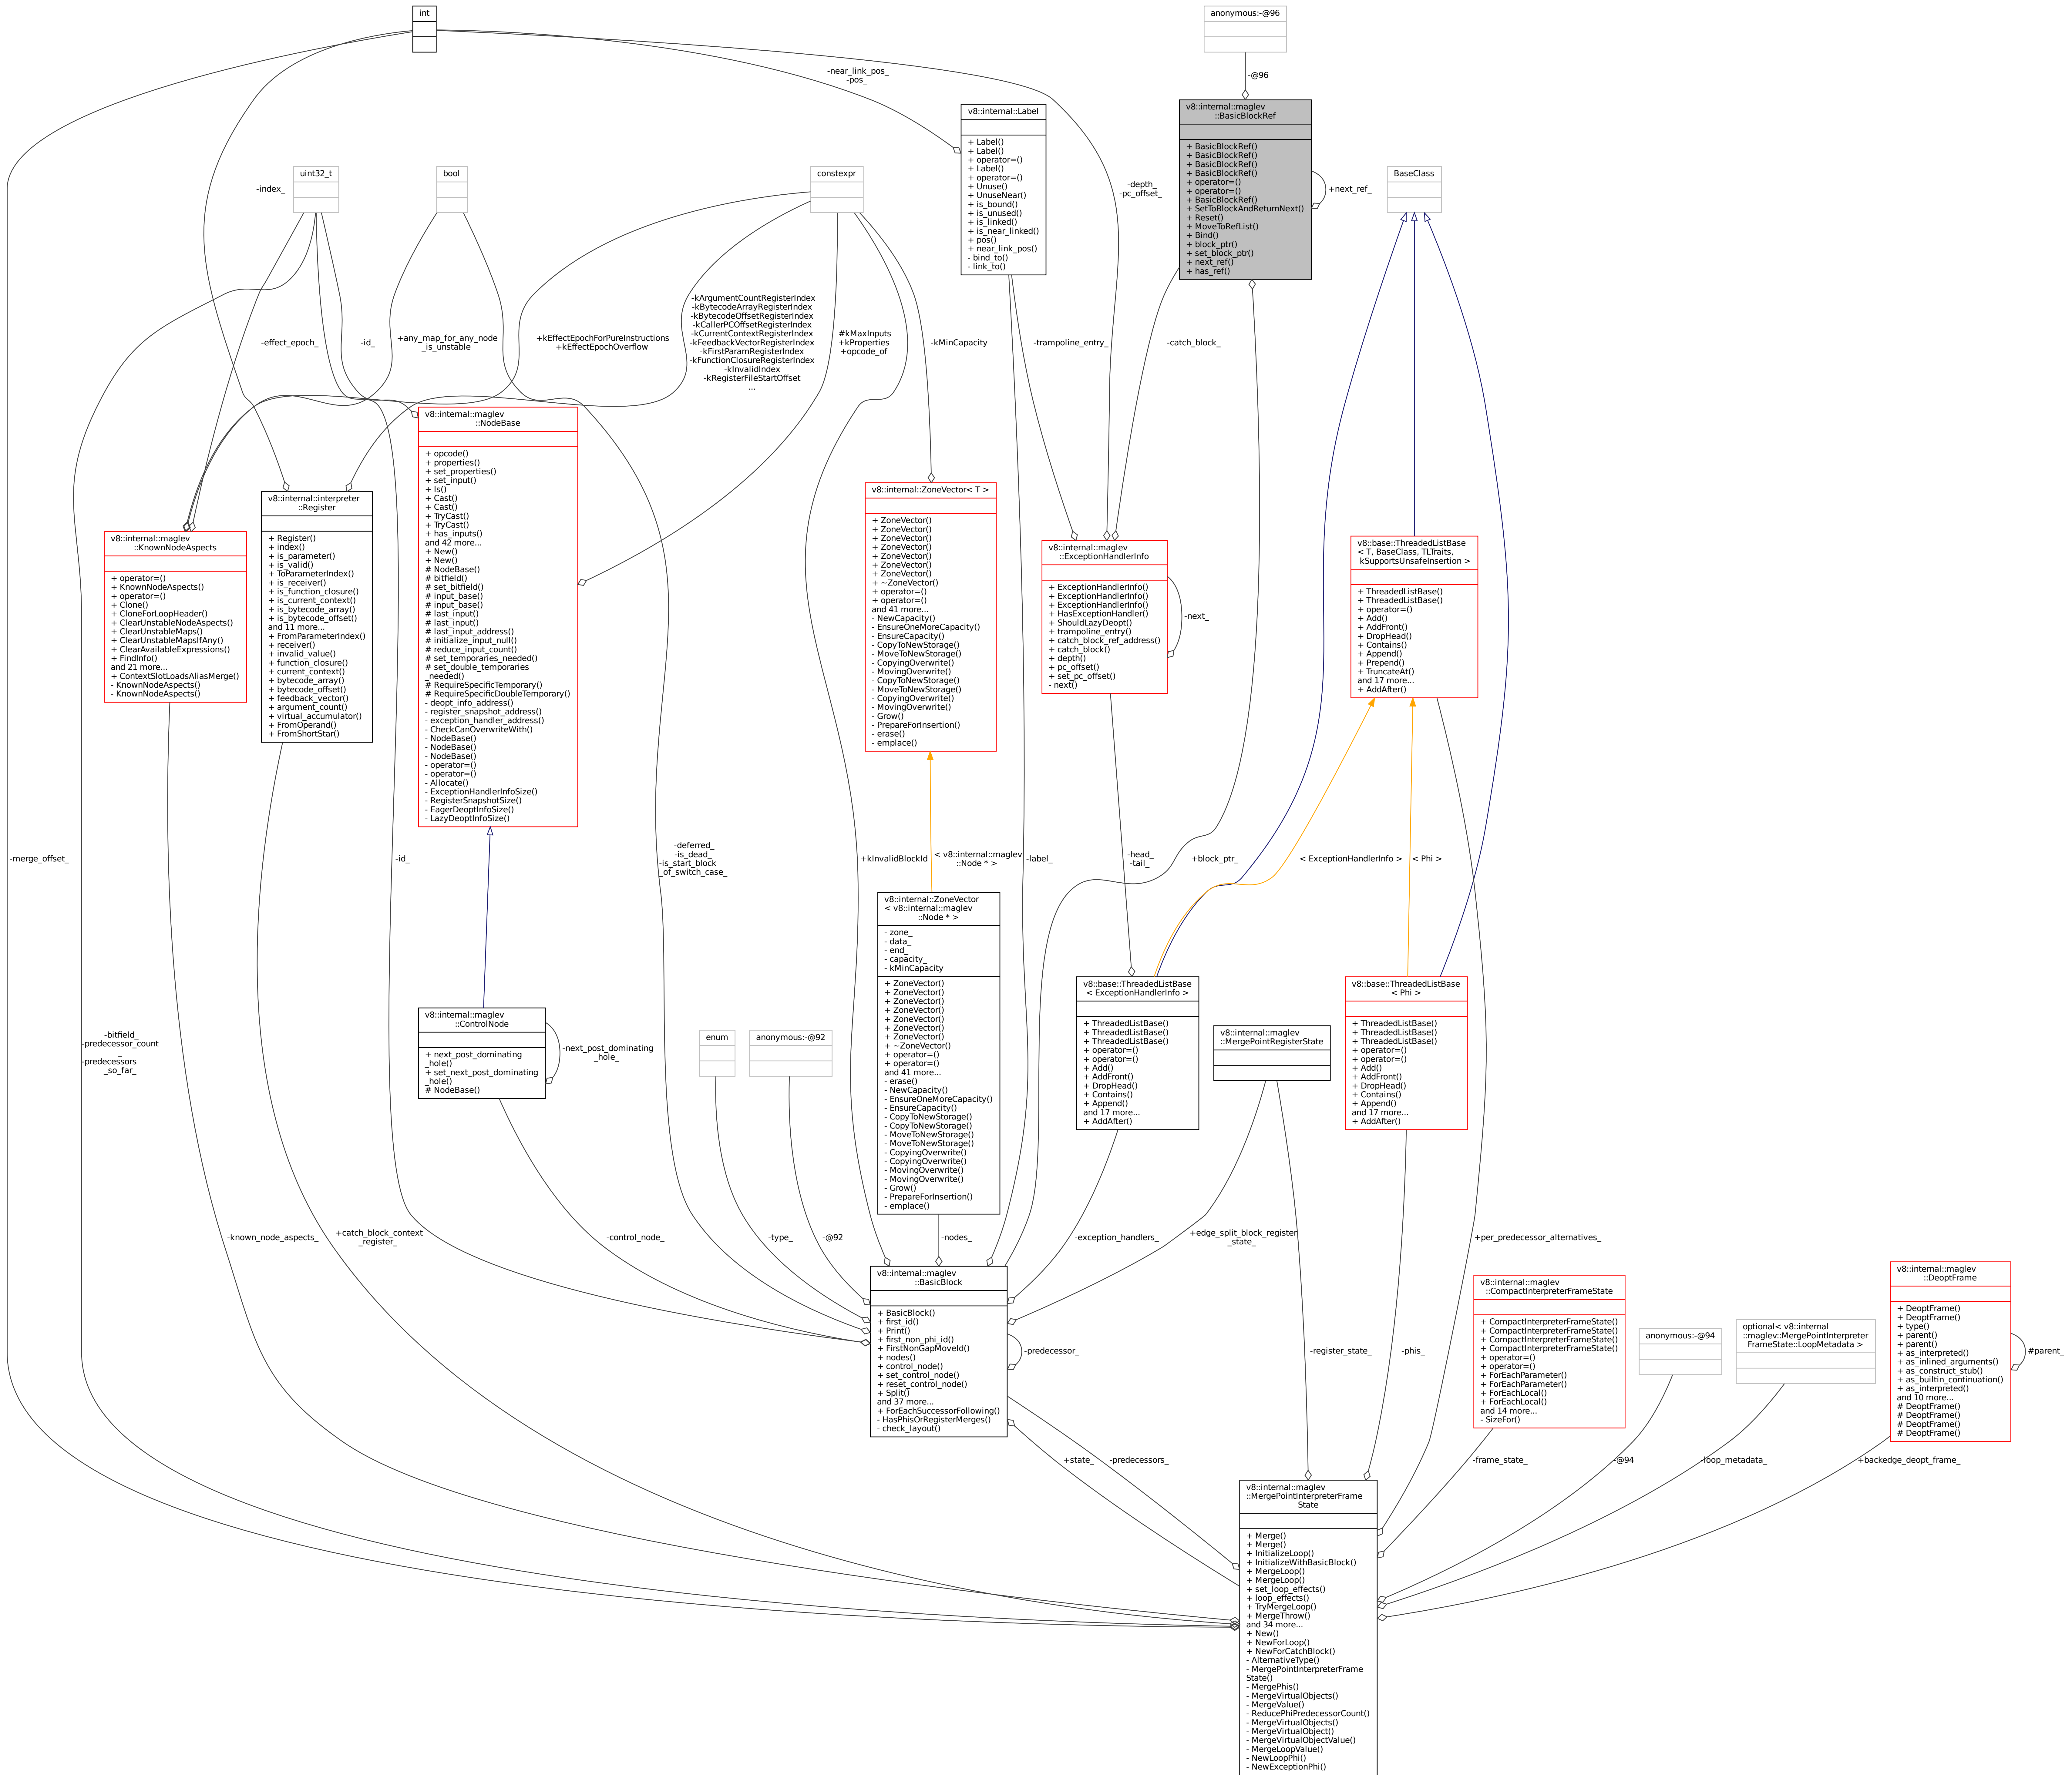 int
anonymous:-@96
-near_link_pos_
-pos_
-@96
v8::internal::Label
+ Label()
+ Label()
+ operator=()
+ Label()
+ operator=()
+ Unuse()
+ UnuseNear()
+ is_bound()
+ is_unused()
+ is_linked()
+ is_near_linked()
+ pos()
+ near_link_pos()
- bind_to()
- link_to()
v8::internal::maglev
::BasicBlockRef
+ BasicBlockRef()
+ BasicBlockRef()
+ BasicBlockRef()
+ BasicBlockRef()
+ operator=()
+ operator=()
+ BasicBlockRef()
+ SetToBlockAndReturnNext()
+ Reset()
+ MoveToRefList()
+ Bind()
+ block_ptr()
+ set_block_ptr()
+ next_ref()
+ has_ref()
+next_ref_
uint32_t
bool
constexpr
BaseClass
-index_
-depth_
-pc_offset_
-effect_epoch_
-id_
+any_map_for_any_node
_is_unstable
+kEffectEpochForPureInstructions
+kEffectEpochOverflow
-kArgumentCountRegisterIndex
-kBytecodeArrayRegisterIndex
-kBytecodeOffsetRegisterIndex
-kCallerPCOffsetRegisterIndex
-kCurrentContextRegisterIndex
-kFeedbackVectorRegisterIndex
-kFirstParamRegisterIndex
-kFunctionClosureRegisterIndex
-kInvalidIndex
-kRegisterFileStartOffset
...
#kMaxInputs
+kProperties
+opcode_of
-kMinCapacity
-trampoline_entry_
-catch_block_
v8::internal::maglev
::KnownNodeAspects
+ operator=()
+ KnownNodeAspects()
+ operator=()
+ Clone()
+ CloneForLoopHeader()
+ ClearUnstableNodeAspects()
+ ClearUnstableMaps()
+ ClearUnstableMapsIfAny()
+ ClearAvailableExpressions()
+ FindInfo()
and 21 more...
+ ContextSlotLoadsAliasMerge()
- KnownNodeAspects()
- KnownNodeAspects()
v8::internal::interpreter
::Register
+ Register()
+ index()
+ is_parameter()
+ is_valid()
+ ToParameterIndex()
+ is_receiver()
+ is_function_closure()
+ is_current_context()
+ is_bytecode_array()
+ is_bytecode_offset()
and 11 more...
+ FromParameterIndex()
+ receiver()
+ invalid_value()
+ function_closure()
+ current_context()
+ bytecode_array()
+ bytecode_offset()
+ feedback_vector()
+ argument_count()
+ virtual_accumulator()
+ FromOperand()
+ FromShortStar()
v8::internal::maglev
::NodeBase
+ opcode()
+ properties()
+ set_properties()
+ set_input()
+ Is()
+ Cast()
+ Cast()
+ TryCast()
+ TryCast()
+ has_inputs()
and 42 more...
+ New()
+ New()
# NodeBase()
# bitfield()
# set_bitfield()
# input_base()
# input_base()
# last_input()
# last_input()
# last_input_address()
# initialize_input_null()
# reduce_input_count()
# set_temporaries_needed()
# set_double_temporaries
_needed()
# RequireSpecificTemporary()
# RequireSpecificDoubleTemporary()
- deopt_info_address()
- register_snapshot_address()
- exception_handler_address()
- CheckCanOverwriteWith()
- NodeBase()
- NodeBase()
- NodeBase()
- operator=()
- operator=()
- Allocate()
- ExceptionHandlerInfoSize()
- RegisterSnapshotSize()
- EagerDeoptInfoSize()
- LazyDeoptInfoSize()
v8::internal::ZoneVector< T >
+ ZoneVector()
+ ZoneVector()
+ ZoneVector()
+ ZoneVector()
+ ZoneVector()
+ ZoneVector()
+ ZoneVector()
+ ~ZoneVector()
+ operator=()
+ operator=()
and 41 more...
- NewCapacity()
- EnsureOneMoreCapacity()
- EnsureCapacity()
- CopyToNewStorage()
- MoveToNewStorage()
- CopyingOverwrite()
- MovingOverwrite()
- CopyToNewStorage()
- MoveToNewStorage()
- CopyingOverwrite()
- MovingOverwrite()
- Grow()
- PrepareForInsertion()
- erase()
- emplace()
v8::internal::maglev
::ExceptionHandlerInfo
+ ExceptionHandlerInfo()
+ ExceptionHandlerInfo()
+ ExceptionHandlerInfo()
+ HasExceptionHandler()
+ ShouldLazyDeopt()
+ trampoline_entry()
+ catch_block_ref_address()
+ catch_block()
+ depth()
+ pc_offset()
+ set_pc_offset()
- next()
-next_
v8::base::ThreadedListBase
< T, BaseClass, TLTraits,
kSupportsUnsafeInsertion >
+ ThreadedListBase()
+ ThreadedListBase()
+ operator=()
+ Add()
+ AddFront()
+ DropHead()
+ Contains()
+ Append()
+ Prepend()
+ TruncateAt()
and 17 more...
+ AddAfter()
-merge_offset_
-id_
-deferred_
-is_dead_
-is_start_block
_of_switch_case_
+kInvalidBlockId
< v8::internal::maglev
::Node * >
-label_
-head_
-tail_
+block_ptr_
< ExceptionHandlerInfo >
< Phi >
v8::internal::ZoneVector
< v8::internal::maglev
::Node * >
- zone_
- data_
- end_
- capacity_
- kMinCapacity
+ ZoneVector()
+ ZoneVector()
+ ZoneVector()
+ ZoneVector()
+ ZoneVector()
+ ZoneVector()
+ ZoneVector()
+ ~ZoneVector()
+ operator=()
+ operator=()
and 41 more...
- erase()
- NewCapacity()
- EnsureOneMoreCapacity()
- EnsureCapacity()
- CopyToNewStorage()
- CopyToNewStorage()
- MoveToNewStorage()
- MoveToNewStorage()
- CopyingOverwrite()
- CopyingOverwrite()
- MovingOverwrite()
- MovingOverwrite()
- Grow()
- PrepareForInsertion()
- emplace()
-bitfield_
-predecessor_count
_
-predecessors
_so_far_
v8::internal::maglev
::ControlNode
+ next_post_dominating
_hole()
+ set_next_post_dominating
_hole()
# NodeBase()
-next_post_dominating
_hole_
enum
anonymous:-@92
v8::base::ThreadedListBase
< ExceptionHandlerInfo >
+ ThreadedListBase()
+ ThreadedListBase()
+ ThreadedListBase()
+ operator=()
+ operator=()
+ Add()
+ AddFront()
+ DropHead()
+ Contains()
+ Append()
and 17 more...
+ AddAfter()
v8::internal::maglev
::MergePointRegisterState
v8::base::ThreadedListBase
< Phi >
+ ThreadedListBase()
+ ThreadedListBase()
+ ThreadedListBase()
+ operator=()
+ operator=()
+ Add()
+ AddFront()
+ DropHead()
+ Contains()
+ Append()
and 17 more...
+ AddAfter()
-known_node_aspects_
+catch_block_context
_register_
-control_node_
-type_
-@92
-nodes_
-exception_handlers_
+edge_split_block_register
_state_
+per_predecessor_alternatives_
v8::internal::maglev
::BasicBlock
+ BasicBlock()
+ first_id()
+ Print()
+ first_non_phi_id()
+ FirstNonGapMoveId()
+ nodes()
+ control_node()
+ set_control_node()
+ reset_control_node()
+ Split()
and 37 more...
+ ForEachSuccessorFollowing()
- HasPhisOrRegisterMerges()
- check_layout()
-predecessor_
-register_state_
-phis_
v8::internal::maglev
::CompactInterpreterFrameState
+ CompactInterpreterFrameState()
+ CompactInterpreterFrameState()
+ CompactInterpreterFrameState()
+ CompactInterpreterFrameState()
+ operator=()
+ operator=()
+ ForEachParameter()
+ ForEachParameter()
+ ForEachLocal()
+ ForEachLocal()
and 14 more...
- SizeFor()
anonymous:-@94
optional< v8::internal
::maglev::MergePointInterpreter
FrameState::LoopMetadata >
v8::internal::maglev
::DeoptFrame
+ DeoptFrame()
+ DeoptFrame()
+ type()
+ parent()
+ parent()
+ as_interpreted()
+ as_inlined_arguments()
+ as_construct_stub()
+ as_builtin_continuation()
+ as_interpreted()
and 10 more...
# DeoptFrame()
# DeoptFrame()
# DeoptFrame()
# DeoptFrame()
#parent_
+state_
-predecessors_
-frame_state_
-@94
-loop_metadata_
+backedge_deopt_frame_
v8::internal::maglev
::MergePointInterpreterFrame
State
+ Merge()
+ Merge()
+ InitializeLoop()
+ InitializeWithBasicBlock()
+ MergeLoop()
+ MergeLoop()
+ set_loop_effects()
+ loop_effects()
+ TryMergeLoop()
+ MergeThrow()
and 34 more...
+ New()
+ NewForLoop()
+ NewForCatchBlock()
- AlternativeType()
- MergePointInterpreterFrame
State()
- MergePhis()
- MergeVirtualObjects()
- MergeValue()
- ReducePhiPredecessorCount()
- MergeVirtualObjects()
- MergeVirtualObject()
- MergeVirtualObjectValue()
- MergeLoopValue()
- NewLoopPhi()
- NewExceptionPhi()